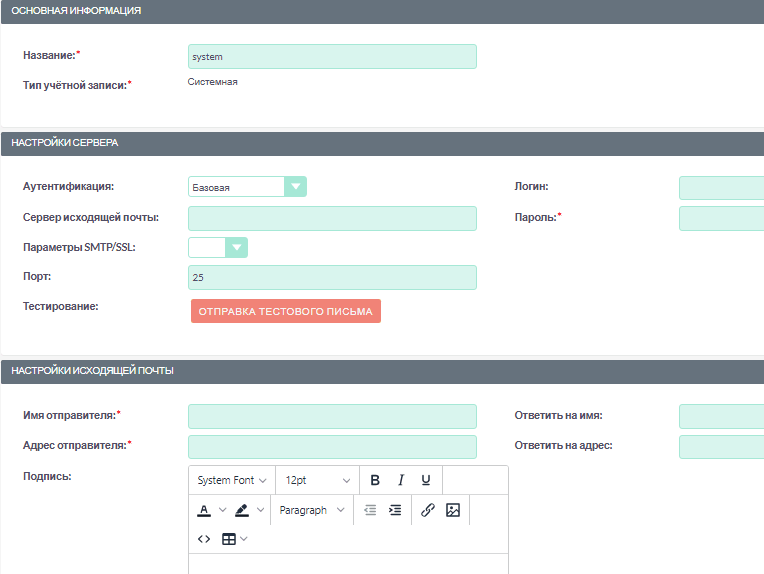 ОСНОВНАЯ ИНФОРМАЦИЯ
Название:* system
Тип учётной записи:* Системная
НАСТРОЙКИ СЕРВЕРА
Аутентификация: Базовая Логин:
Сервер исходящей почты: Пароль:*
Параметры SMTP/SSL:
Порт: 25
Тестирование: ОТПРАВКА ТЕСТОВОГО ПИСЬМА
НАСТРОЙКИ ИСХОДЯЩЕЙ ПОЧТЫ
Имя отправителя:* Ответить на имя:
Адрес отправителя:* Ответить на адрес:
Подпись: System Font 12pt B I U
A Paragraph